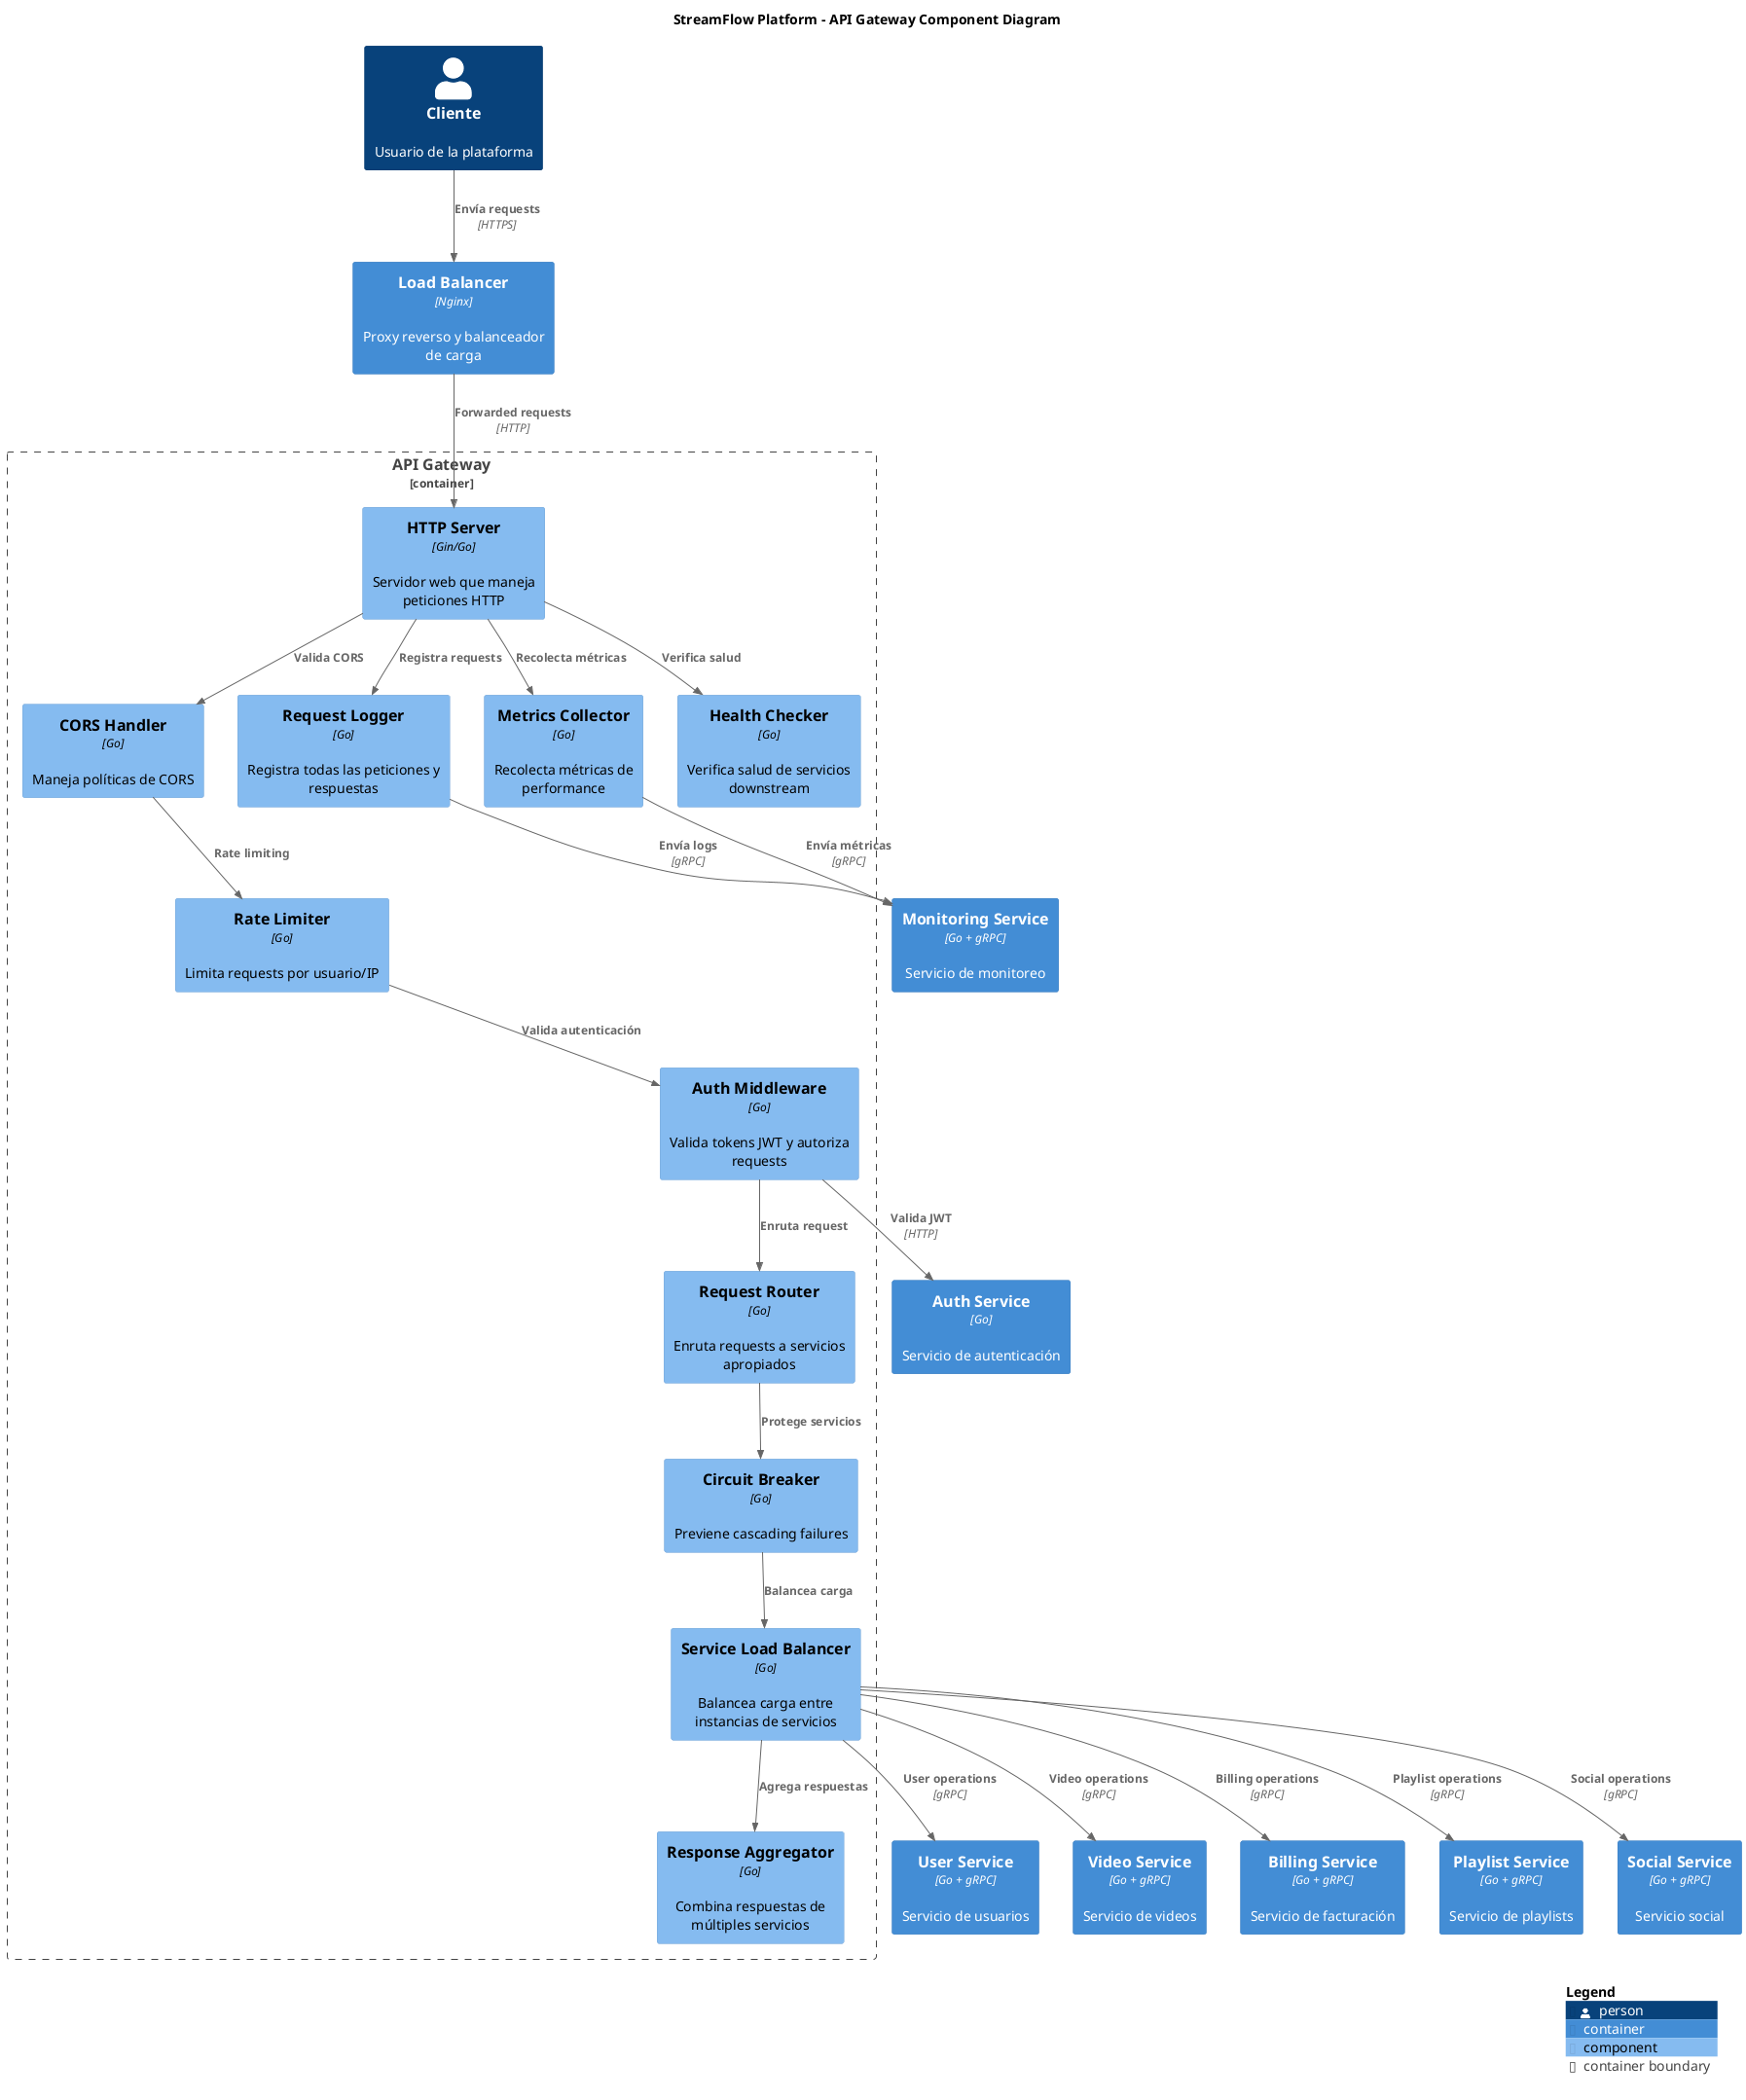 StreamFlow Platform - API Gateway Component Diagram
Cliente
Usuario de la plataforma
Envía requests
[HTTPS]
Load Balancer
[Nginx]
Proxy reverso y balanceador
de carga
Forwarded requests
[HTTP]
API Gateway
[container]
HTTP Server
[Gin/Go]
Servidor web que maneja
peticiones HTTP
Valida CORS
Registra requests
Recolecta métricas
Verifica salud
CORS Handler
[Go]
Maneja políticas de CORS
Request Logger
[Go]
Registra todas las peticiones y
respuestas
Metrics Collector
[Go]
Recolecta métricas de
performance
Health Checker
[Go]
Verifica salud de servicios
downstream
Rate limiting
Envía logs
[gRPC]
Envía métricas
[gRPC]
Rate Limiter
[Go]
Limita requests por usuario/IP
Monitoring Service
[Go + gRPC]
Servicio de monitoreo
Valida autenticación
Auth Middleware
[Go]
Valida tokens JWT y autoriza
requests
Enruta request
Valida JWT
[HTTP]
Request Router
[Go]
Enruta requests a servicios
apropiados
Auth Service
[Go]
Servicio de autenticación
Protege servicios
Circuit Breaker
[Go]
Previene cascading failures
Balancea carga
Service Load Balancer
[Go]
Balancea carga entre
instancias de servicios
Agrega respuestas
User operations
[gRPC]
Video operations
[gRPC]
Billing operations
[gRPC]
Playlist operations
[gRPC]
Social operations
[gRPC]
Response Aggregator
[Go]
Combina respuestas de
múltiples servicios
User Service
[Go + gRPC]
Servicio de usuarios
Video Service
[Go + gRPC]
Servicio de videos
Billing Service
[Go + gRPC]
Servicio de facturación
Playlist Service
[Go + gRPC]
Servicio de playlists
Social Service
[Go + gRPC]
Servicio social
Legend
person
container
component
container boundary